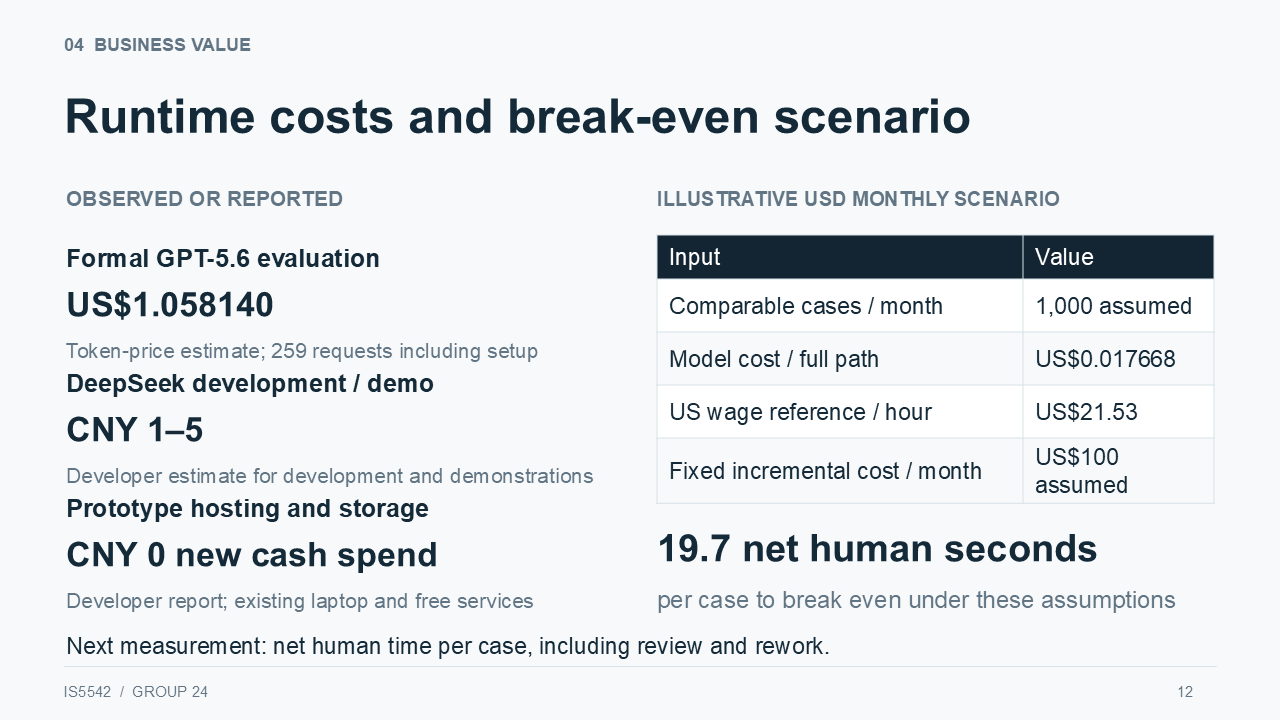 04 BUSINESS VALUE
Runtime costs and break-even scenario
OBSERVED OR REPORTED
Formal GPT-5.6 evaluation
US$1.058140
Token-price estimate; 259 requests including setup
DeepSeek development / demo
CNY 1–5
Developer estimate for development and demonstrations
Prototype hosting and storage
CNY 0 new cash spend
Developer report; existing laptop and free services
ILLUSTRATIVE USD MONTHLY SCENARIO
Input Value
Comparable cases / month 1,000 assumed
Model cost / full path US$0.017668
US wage reference / hour US$21.53
Fixed incremental cost / month US$100
assumed
19.7 net human seconds
per case to break even under these assumptions
Next measurement: net human time per case, including review and rework.
IS5542 / GROUP 24
12